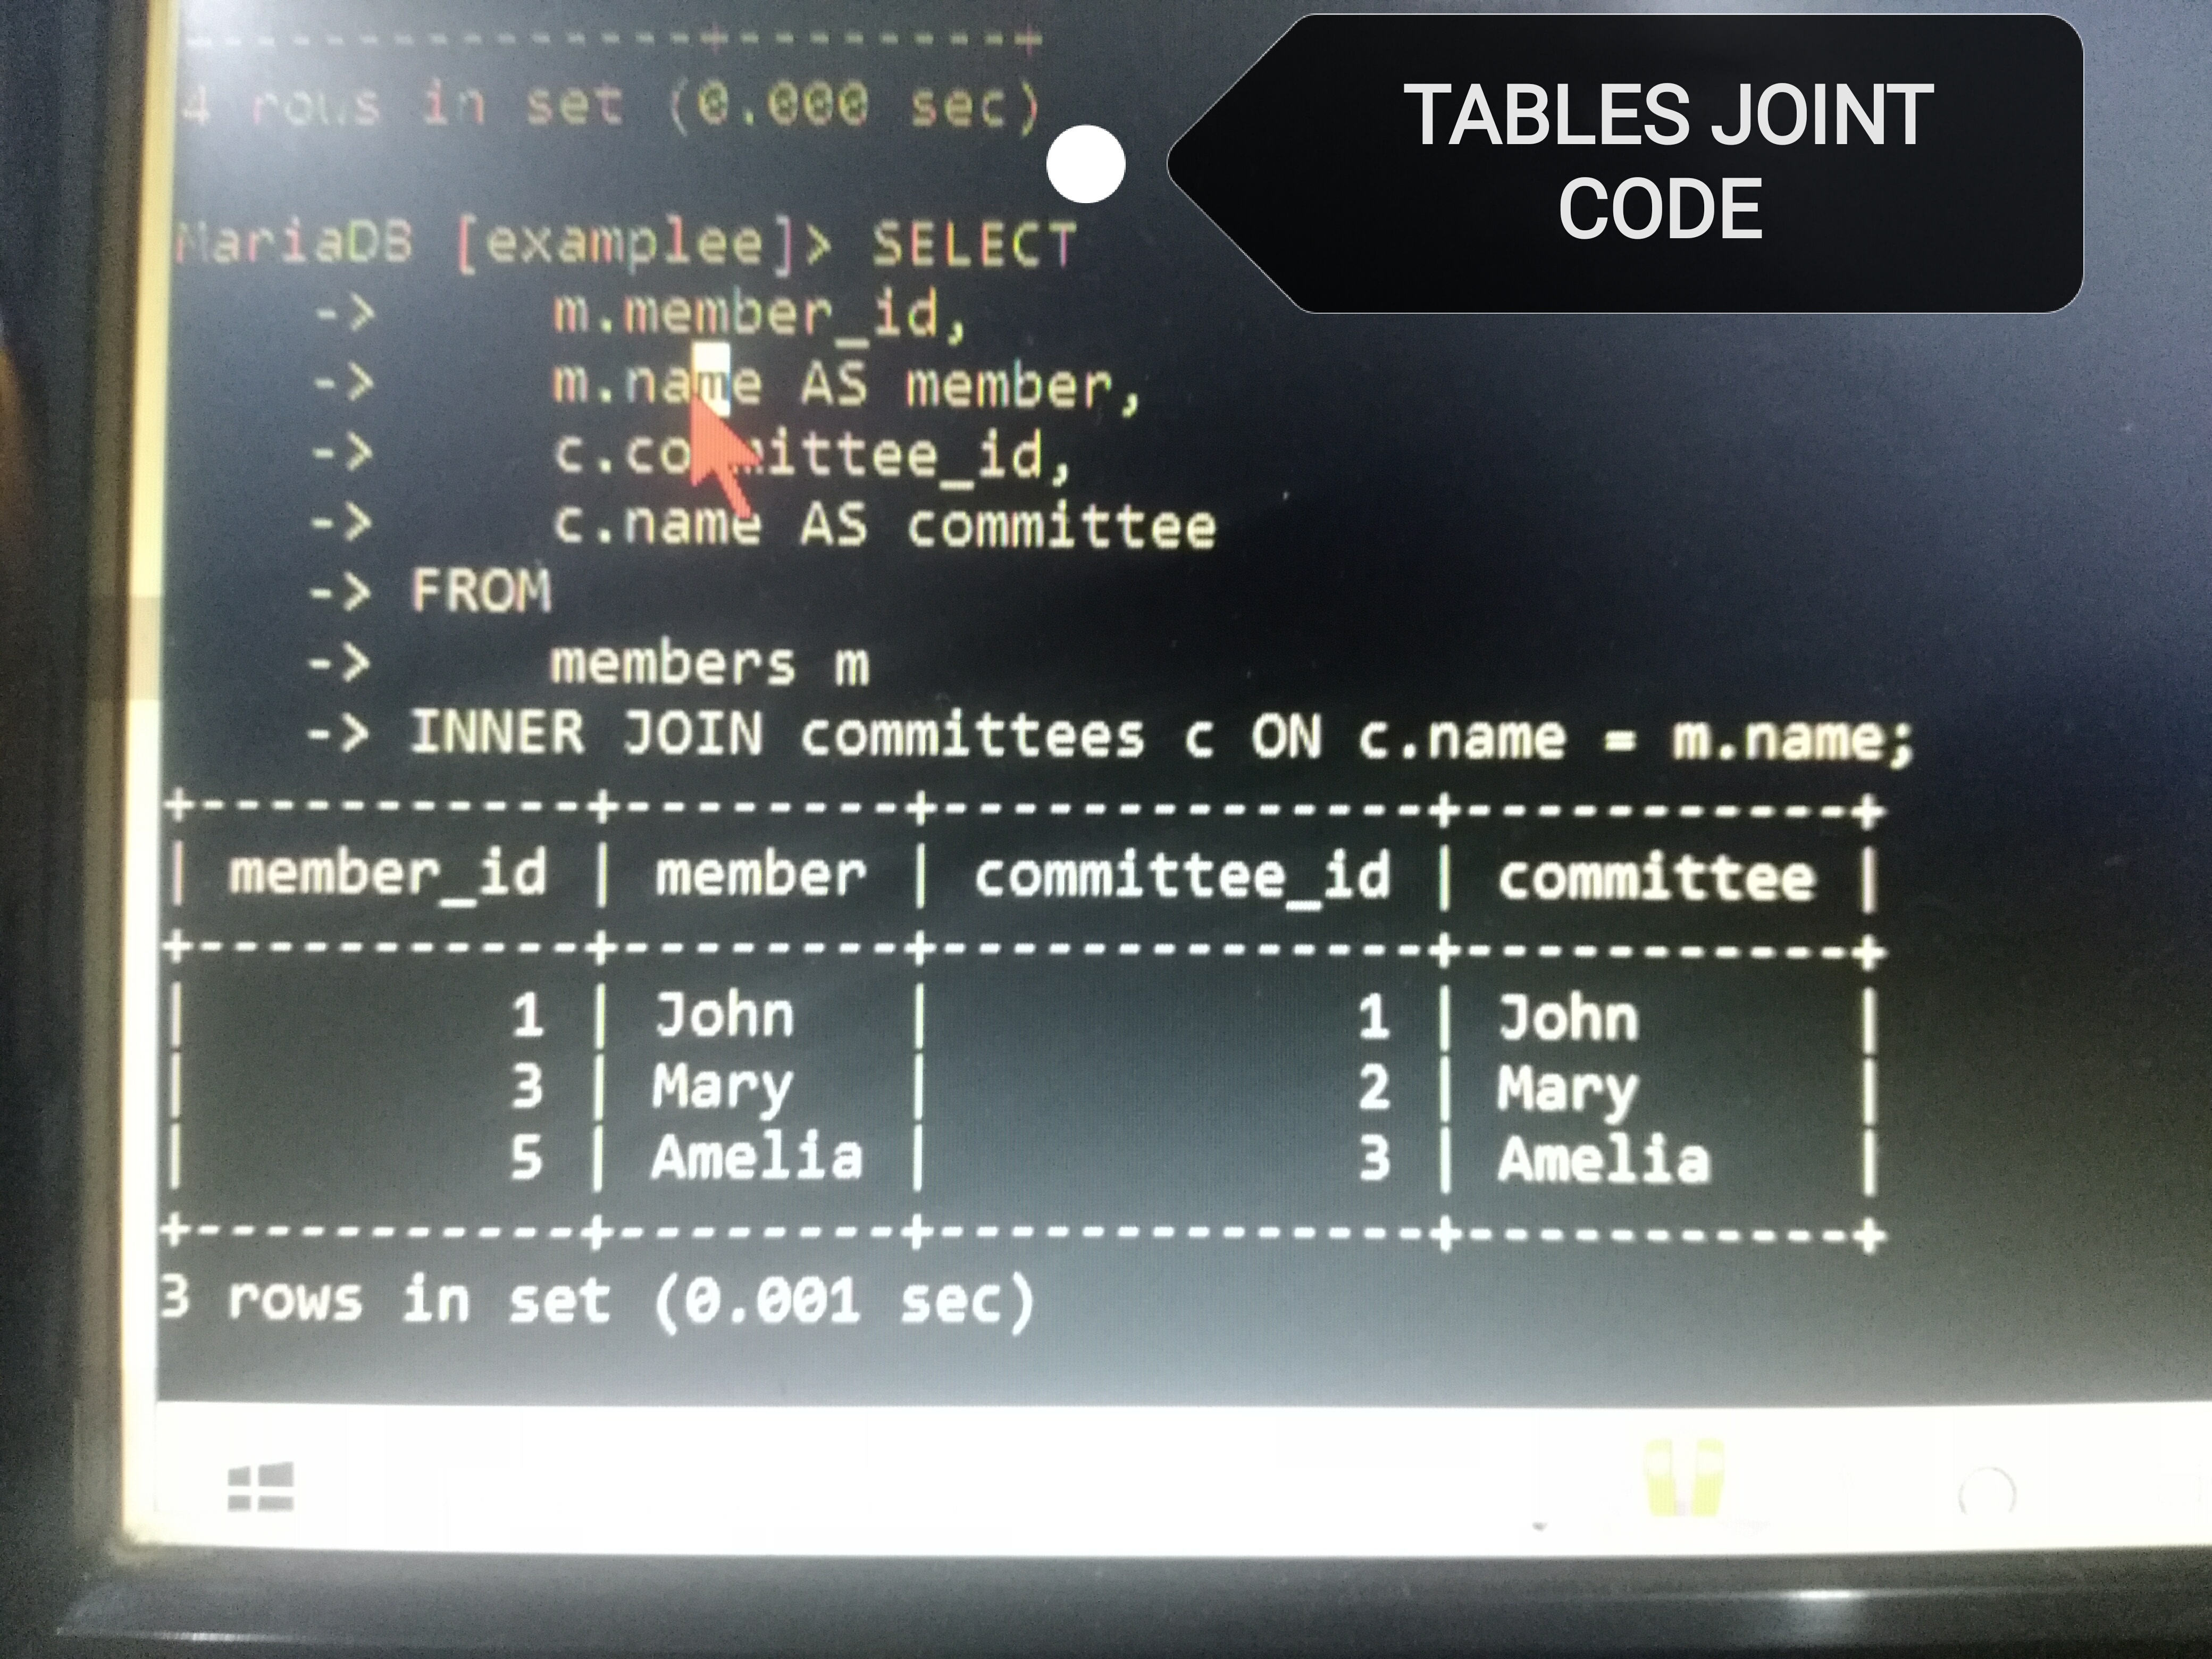 -----------------+---------+
4 rows in set (0.000 sec)
TABLES JOINT
CODE
MariaDB [examplee]> SELECT
    ->     m.member_id,
    ->     m.name AS member,
    ->     c.committee_id,
    ->     c.name AS committee
    -> FROM
    ->     members m
    -> INNER JOIN committees c ON c.name = m.name;
+-----------+--------+--------------+-----------+
| member_id | member | committee_id | committee |
+-----------+--------+--------------+-----------+
|         1 | John   |            1 | John      |
|         3 | Mary   |            2 | Mary      |
|         5 | Amelia |            3 | Amelia    |
+-----------+--------+--------------+-----------+
3 rows in set (0.001 sec)